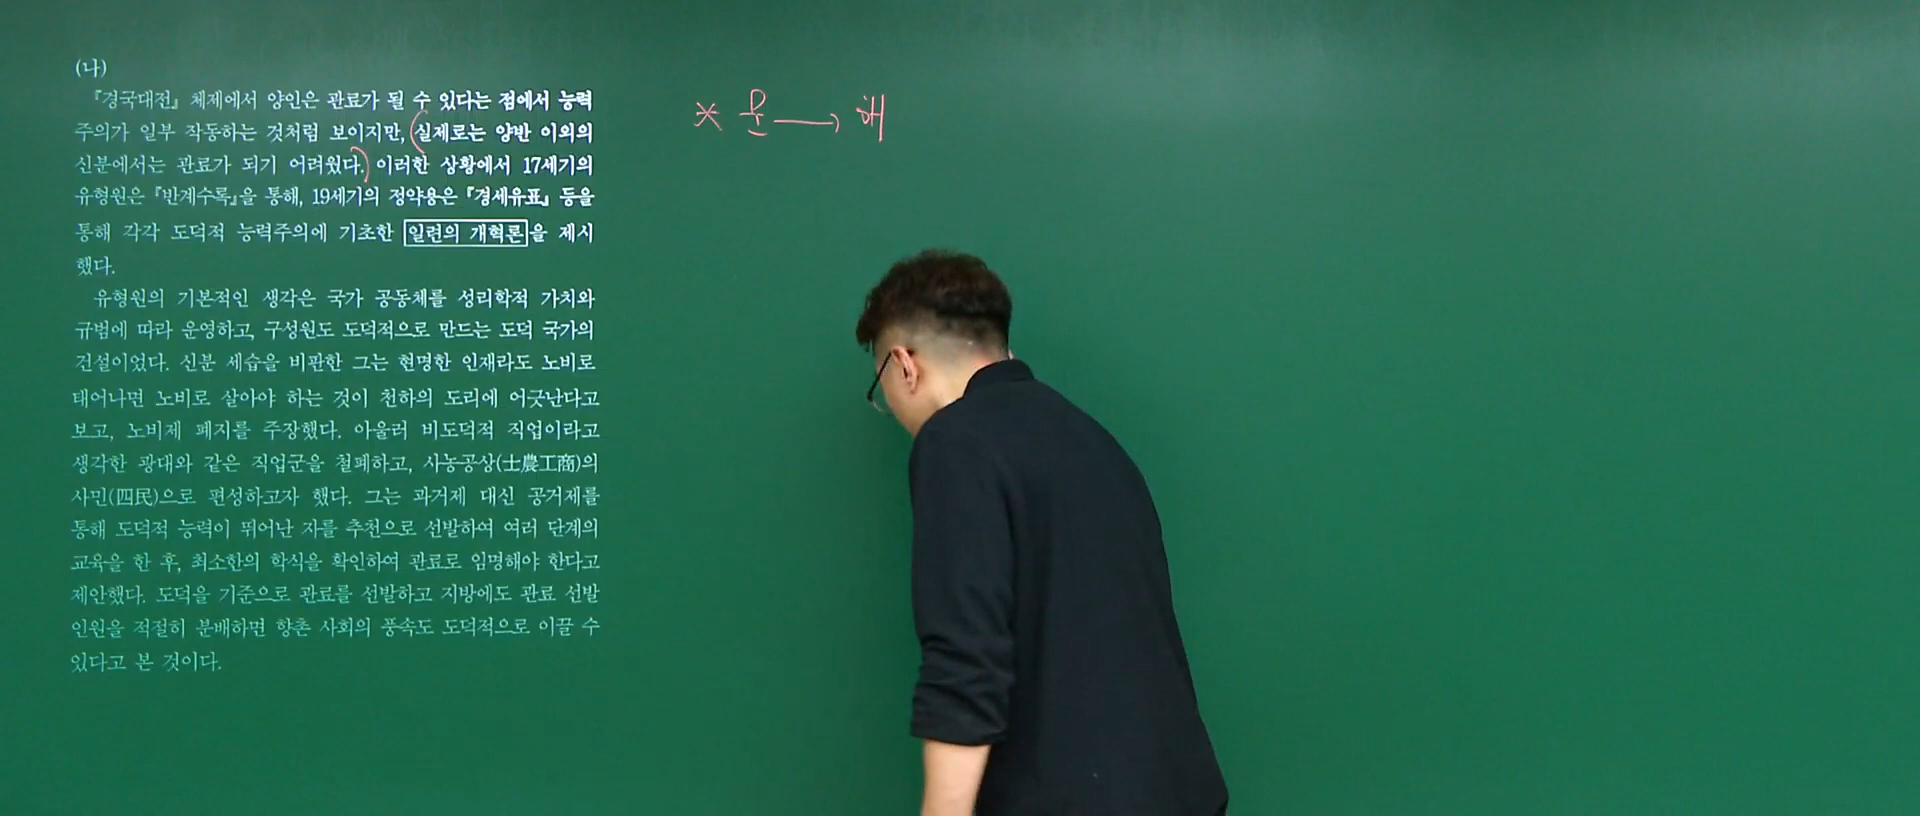 (나)
『경국대전』 체제에서 양인은 관료가 될 수 있다는 점에서 능력
주의가 일부 작동하는 것처럼 보이지만, 실제로는 양반 이외의
신분에서는 관료가 되기 어려웠다. 이러한 상황에서 17세기의
유형원은 『반계수록』을 통해, 19세기의 정약용은 『경세유표』 등을
통해 각각 도덕적 능력주의에 기초한 일련의 개혁론을 제시
했다.
유형원의 기본적인 생각은 국가 공동체를 성리학적 가치와
규범에 따라 운영하고, 구성원도 도덕적으로 만드는 도덕 국가의
건설이었다. 신분 세습을 비판한 그는 현명한 인재라도 노비로
태어나면 노비로 살아야 하는 것이 천하의 도리에 어긋난다고
보고, 노비제 폐지를 주장했다. 아울러 비도덕적 직업이라고
생각한 광대와 같은 직업군을 철폐하고, 사농공상(士農工商)의
사민(四民)으로 편성하고자 했다. 그는 과거제 대신 공거제를
통해 도덕적 능력이 뛰어난 자를 추천으로 선발하여 여러 단계의
교육을 한 후, 최소한의 학식을 확인하여 관료로 임명해야 한다고
제안했다. 도덕을 기준으로 관료를 선발하고 지방에도 관료 선발
인원을 적절히 분배하면 향촌 사회의 풍속도 도덕적으로 이끌 수
있다고 본 것이다.
※ 문 → 해